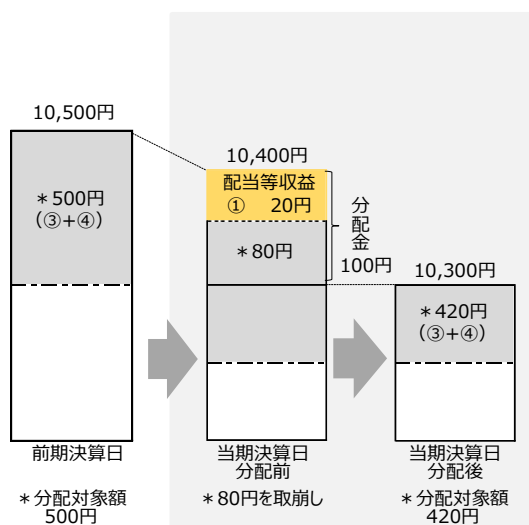 10,500円
＊500円
（③+④）
前期決算日
＊分配対象額
500円
10,400円
配当等収益
① 20円
＊80円
分配金
100円
当期決算日
分配前
＊80円を取崩し
10,300円
＊420円
（③+④）
当期決算日
分配後
＊分配対象額
420円